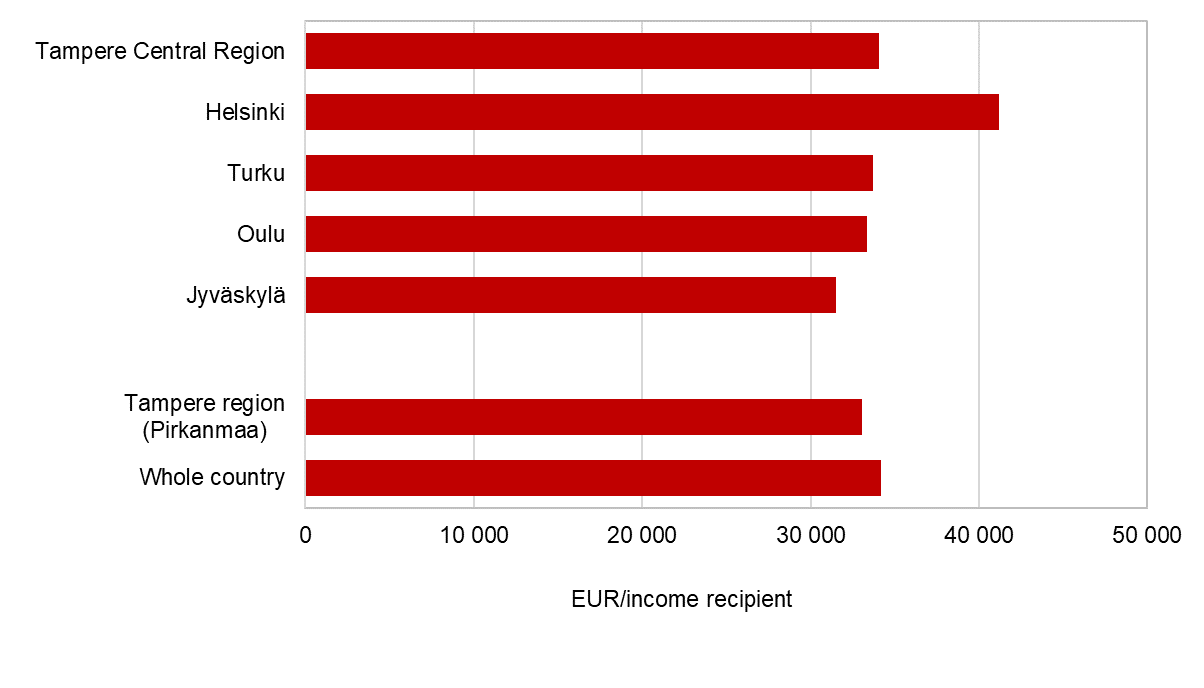 Tampere Central Region
Helsinki
Turku
Oulu
Jyväskylä
Tampere region
(Pirkanmaa)
Whole country
0 10 000 20 000 30 000 40 000 50 000
EUR/income recipient